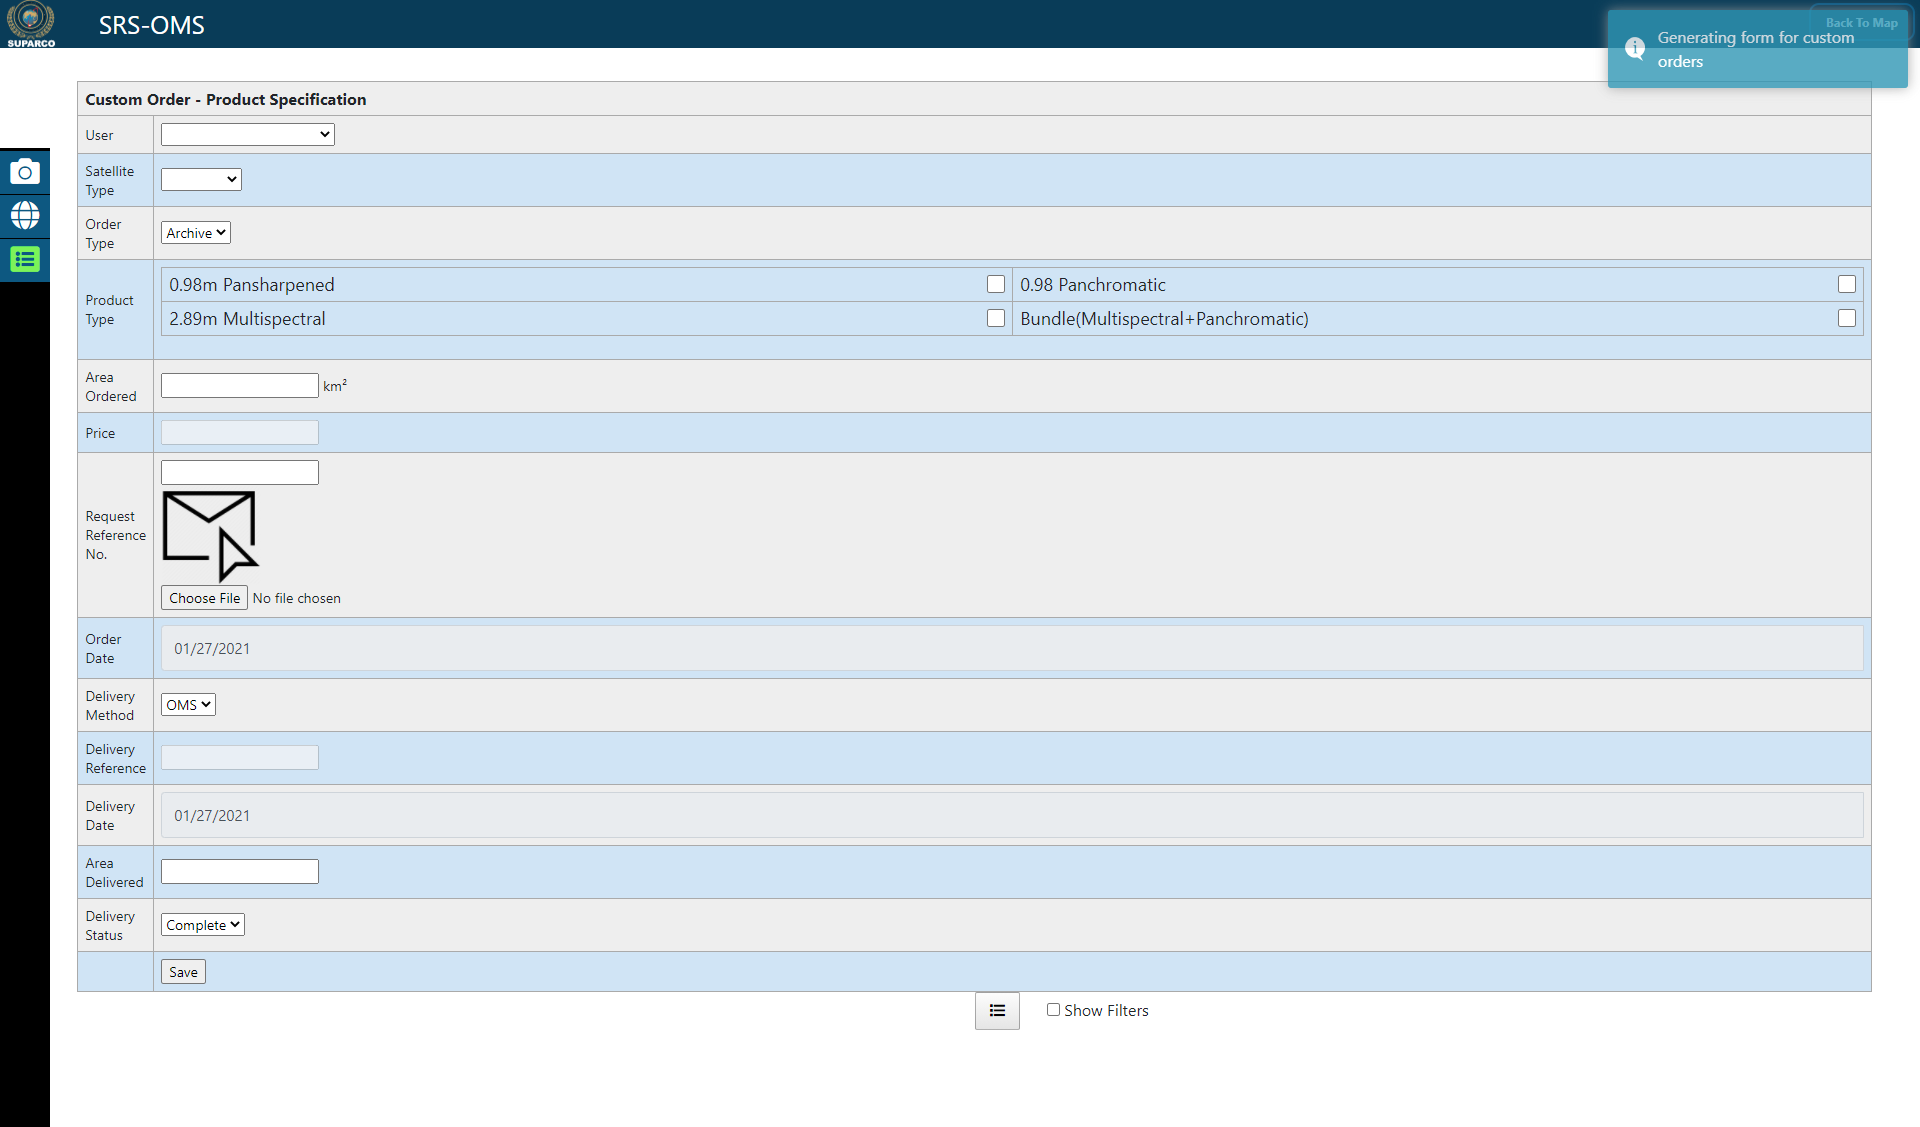 SUPARCO
SRS-OMS
Back To Map
Generating form for custom
orders
Custom Order - Product Specification
User
Satellite
Type
Order
Type
Archive
Product
Type
0.98m Pansharpened
0.98 Panchromatic
2.89m Multispectral
Bundle(Multispectral+Panchromatic)
Area
Ordered
km²
Price
Request
Reference
No.
Choose File No file chosen
Order
Date
01/27/2021
Delivery
Method
OMS
Delivery
Reference
Delivery
Date
01/27/2021
Area
Delivered
Delivery
Status
Complete
Save
Show Filters